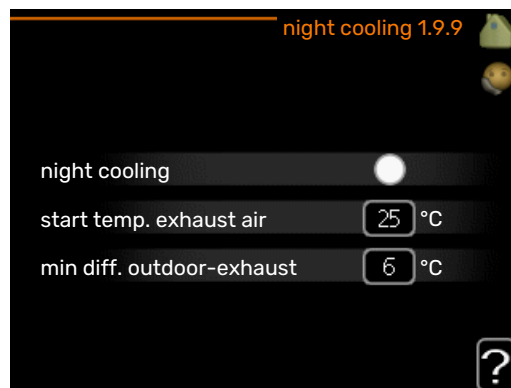 night cooling 1.9.9
night cooling
start temp. exhaust air 25 °C
min diff. outdoor-exhaust 6 °C
?